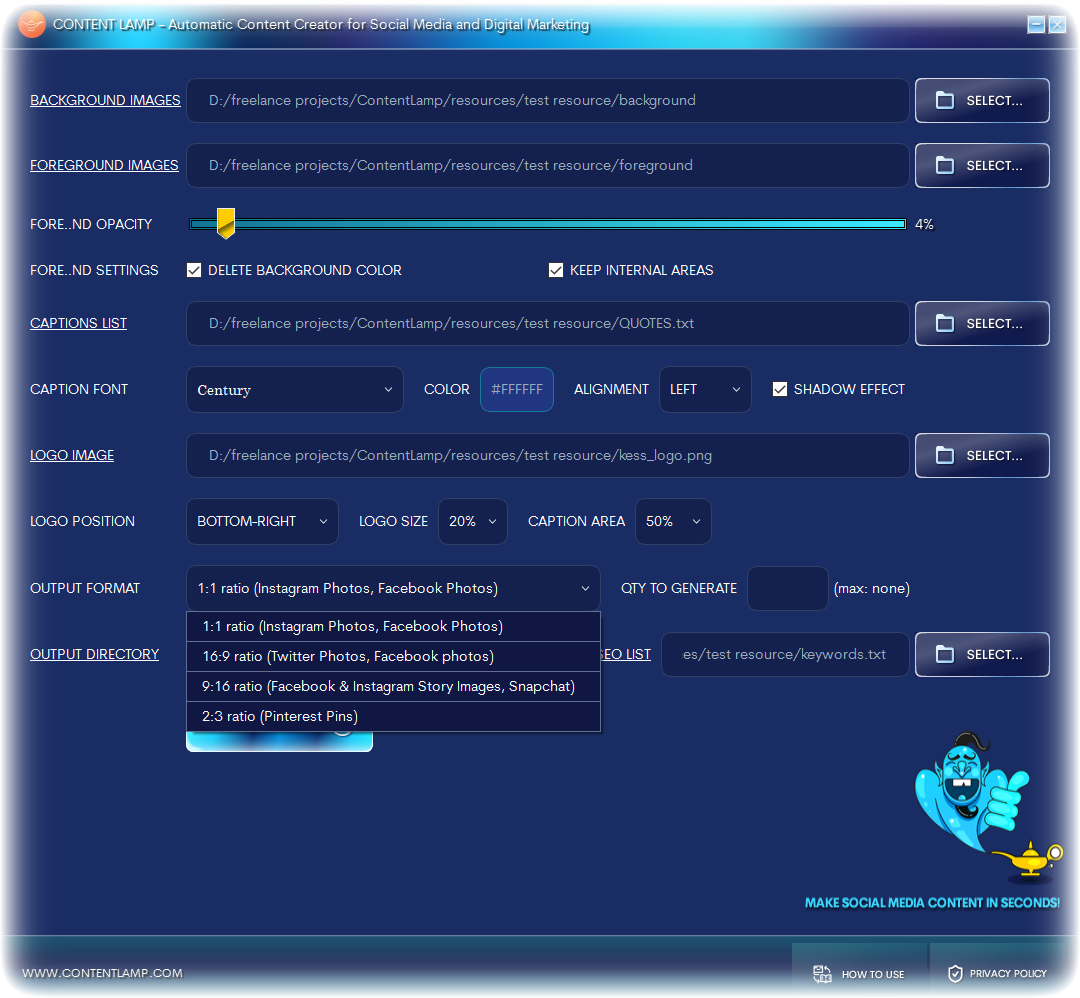 CONTENT LAMP - Automatic Content Creator for Social Media and Digital Marketing
BACKGROUND IMAGES D:/freelance projects/ContentLamp/resources/test resource/background SELECT...
FOREGROUND IMAGES D:/freelance projects/ContentLamp/resources/test resource/foreground SELECT...
FORE..ND OPACITY 4%
FORE..ND SETTINGS DELETE BACKGROUND COLOR KEEP INTERNAL AREAS
CAPTIONS LIST D:/freelance projects/ContentLamp/resources/test resource/QUOTES.txt SELECT...
CAPTION FONT Century COLOR #FFFFFF ALIGNMENT LEFT SHADOW EFFECT
LOGO IMAGE D:/freelance projects/ContentLamp/resources/test resource/kess_logo.png SELECT...
LOGO POSITION BOTTOM-RIGHT LOGO SIZE 20% CAPTION AREA 50%
OUTPUT FORMAT 1:1 ratio (Instagram Photos, Facebook Photos) QTY TO GENERATE (max: none)
1:1 ratio (Instagram Photos, Facebook Photos)
OUTPUT DIRECTORY 16:9 ratio (Twitter Photos, Facebook photos) SEO LIST es/test resource/keywords.txt SELECT...
9:16 ratio (Facebook & Instagram Story Images, Snapchat)
2:3 ratio (Pinterest Pins)
MAKE SOCIAL MEDIA CONTENT IN SECONDS!
WWW.CONTENTLAMP.COM HOW TO USE PRIVACY POLICY